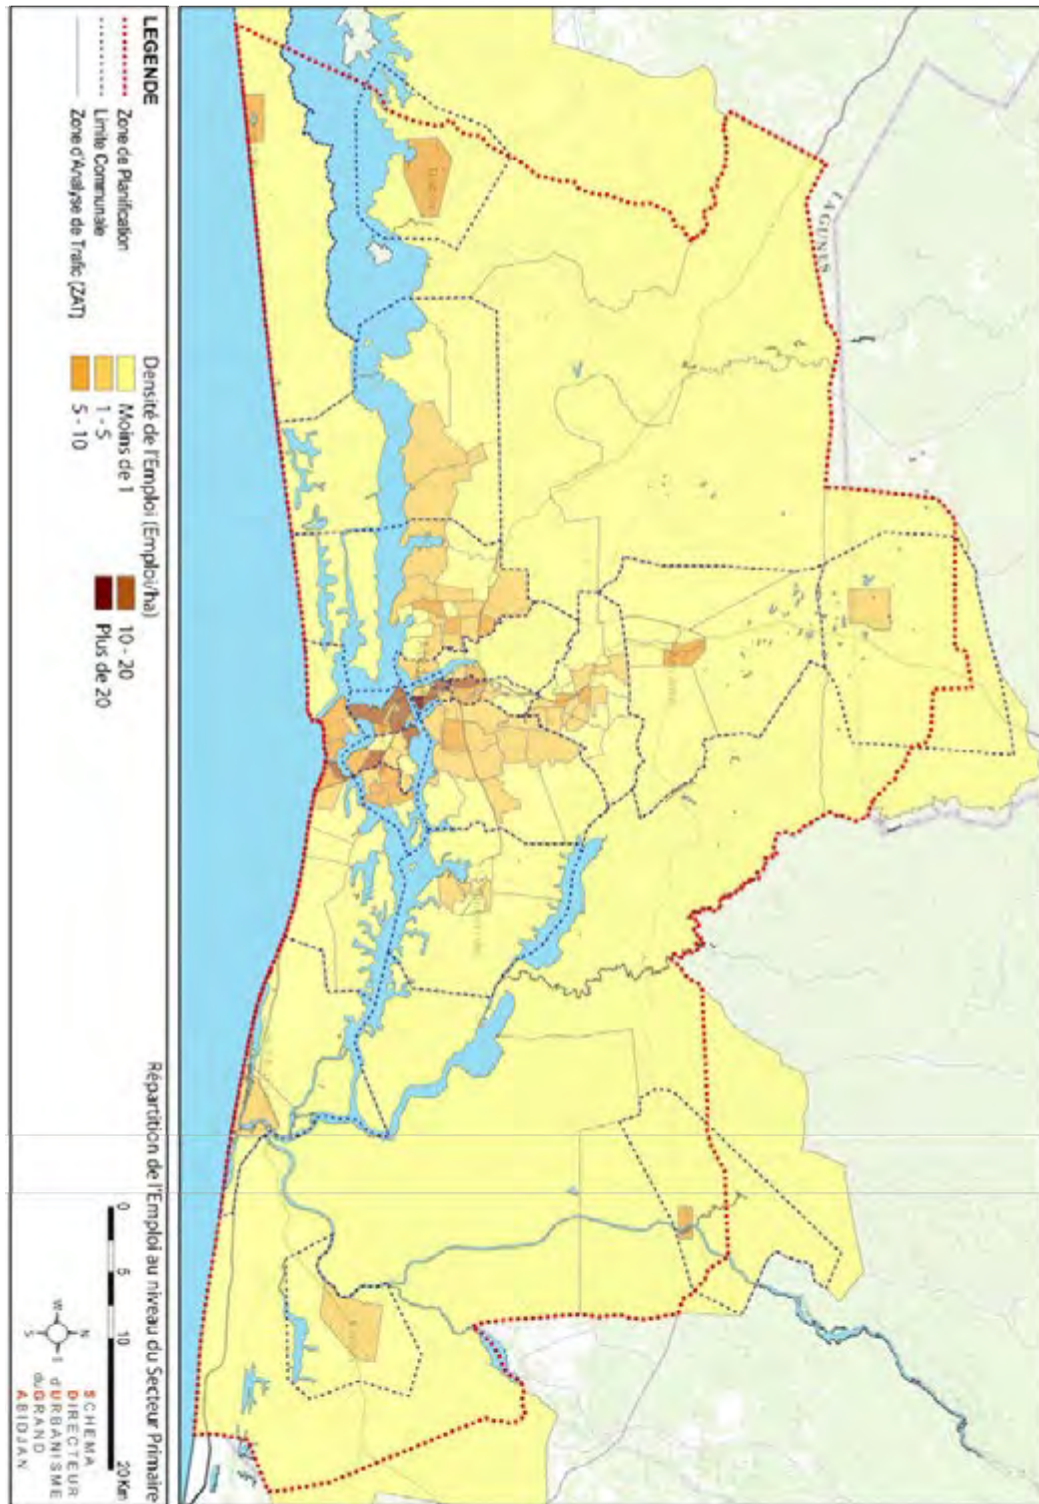 LAGUNES
LEGENDE
Zone de Planification
Limite Communale
Zone d'Analyse de Trafic (ZAT)
Densité de l'Emploi (Emploi/ha)
Moins de 1
1 - 5
5 - 10
10 - 20
Plus de 20
Répartition de l'Emploi au niveau du Secteur Primaire
0 5 10 20 Km
N
W
S
SCHEMA
DIRECTEUR
d'URBANISME
du GRAND
ABIDJAN